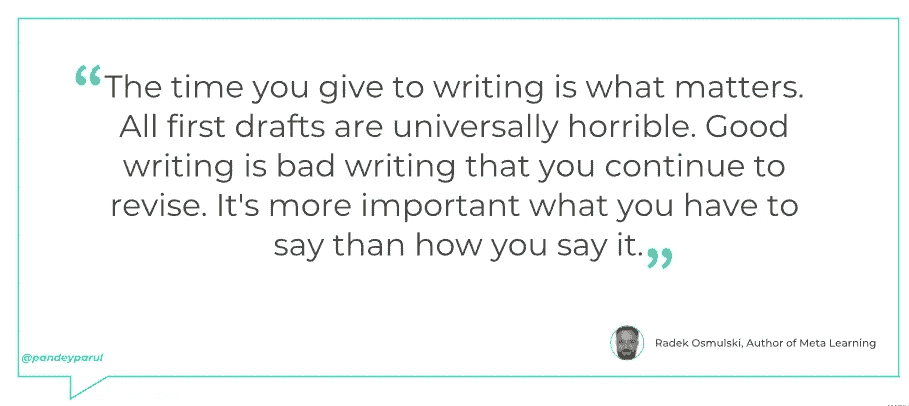 “The time you give to writing is what matters.
All first drafts are universally horrible. Good
writing is bad writing that you continue to
revise. It's more important what you have to
say than how you say it.”
Radek Osmulski, Author of Meta Learning
@pandeyparul